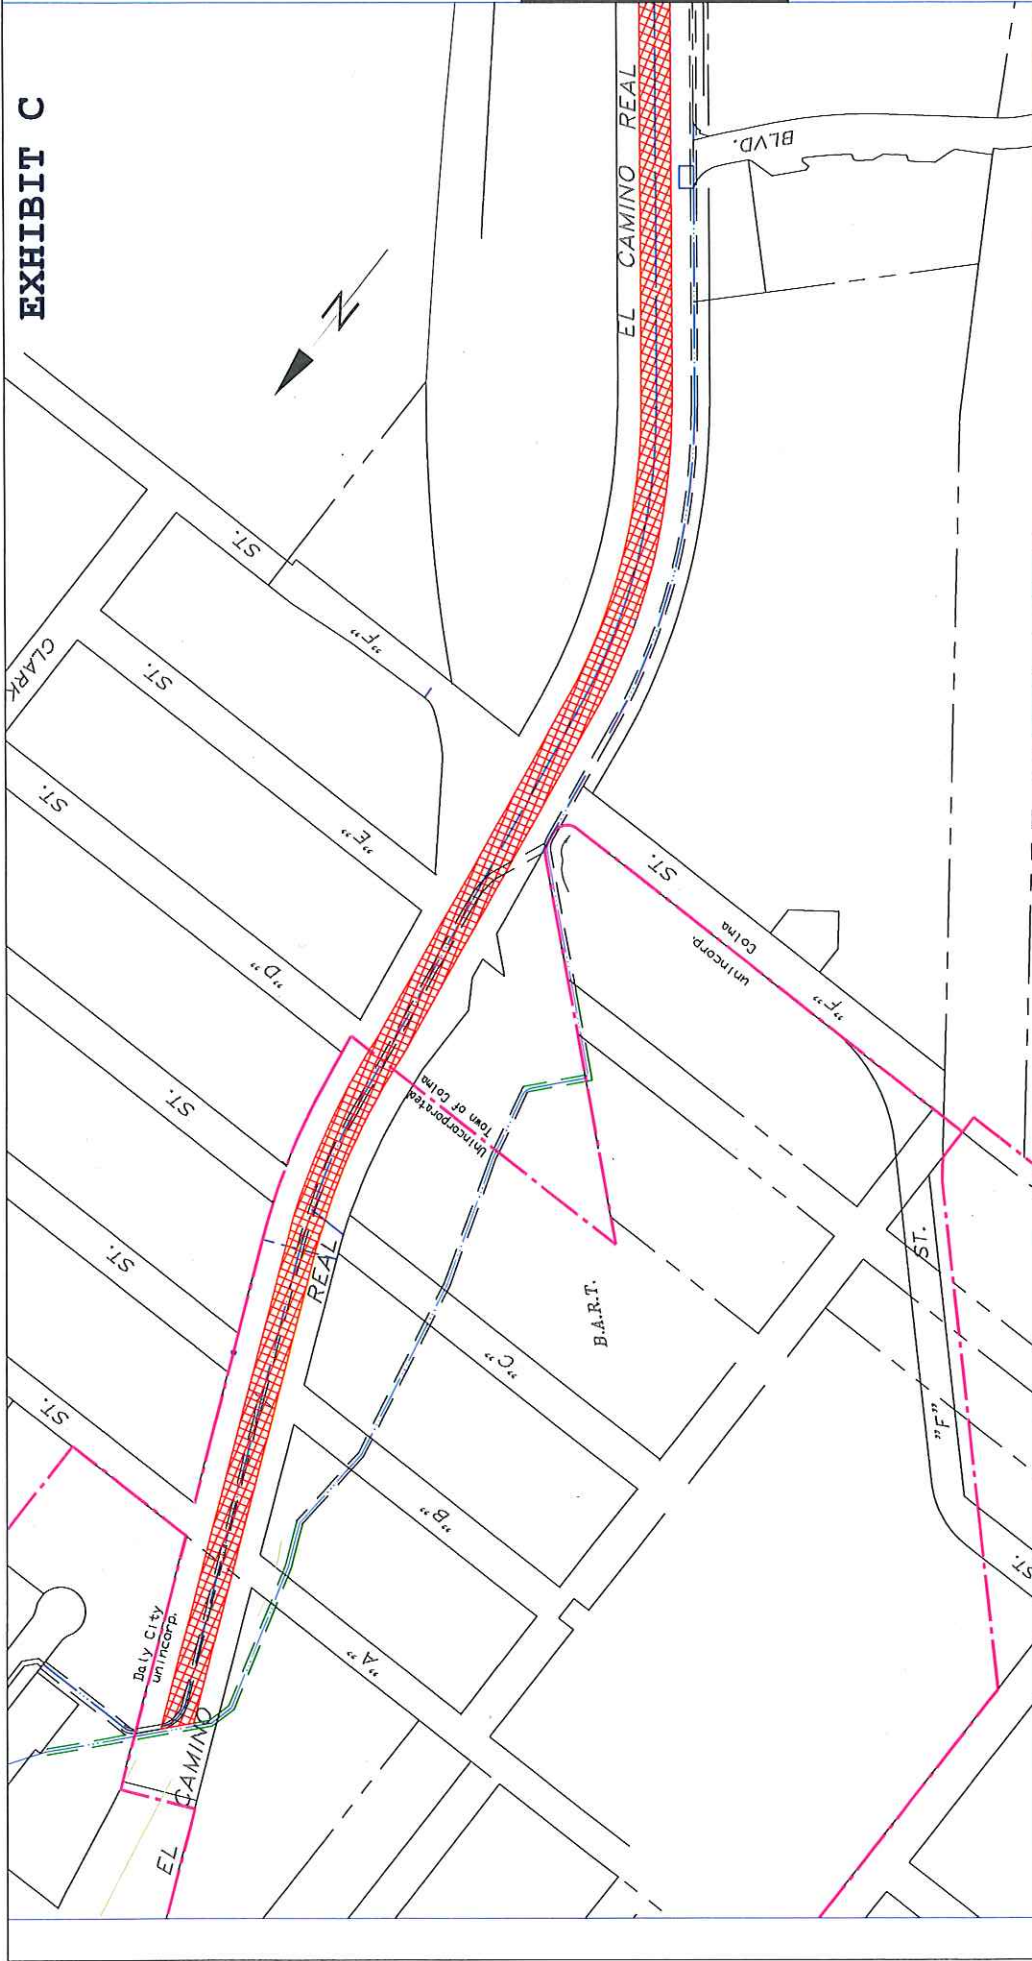 EXHIBIT C
N
EL CAMINO REAL
BLVD.
CLARK
ST.
"F"
ST.
"E"
ST.
"D"
ST.
ST.
ST.
ST.
"F"
Colma
unincorp.
Town of Colma
Unincorporated
B.A.R.T.
"C"
"B"
"A"
"F"
ST.
ST.
Daly City
unincorp.
EL CAMINO REAL